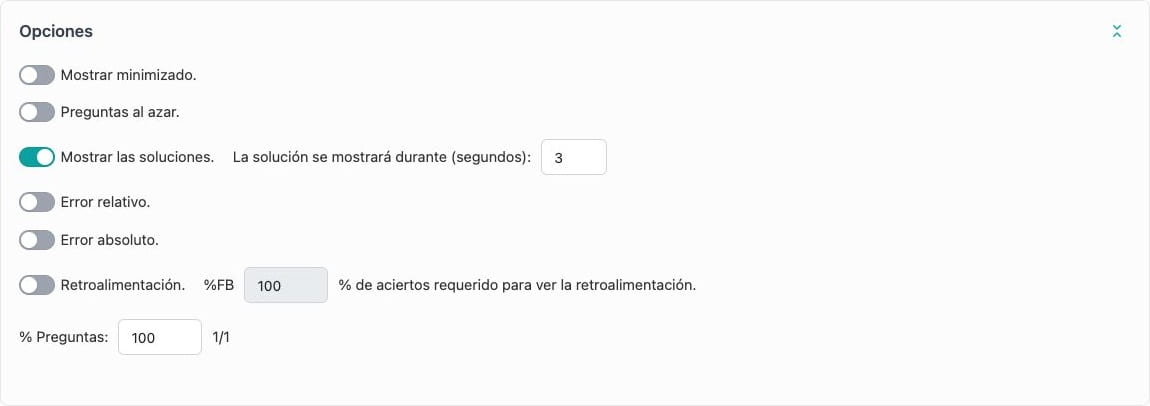 Opciones
Mostrar minimizado.
Preguntas al azar.
Mostrar las soluciones. La solución se mostrará durante (segundos): 3
Error relativo.
Error absoluto.
Retroalimentación. %FB 100 % de aciertos requerido para ver la retroalimentación.
% Preguntas: 100 1/1